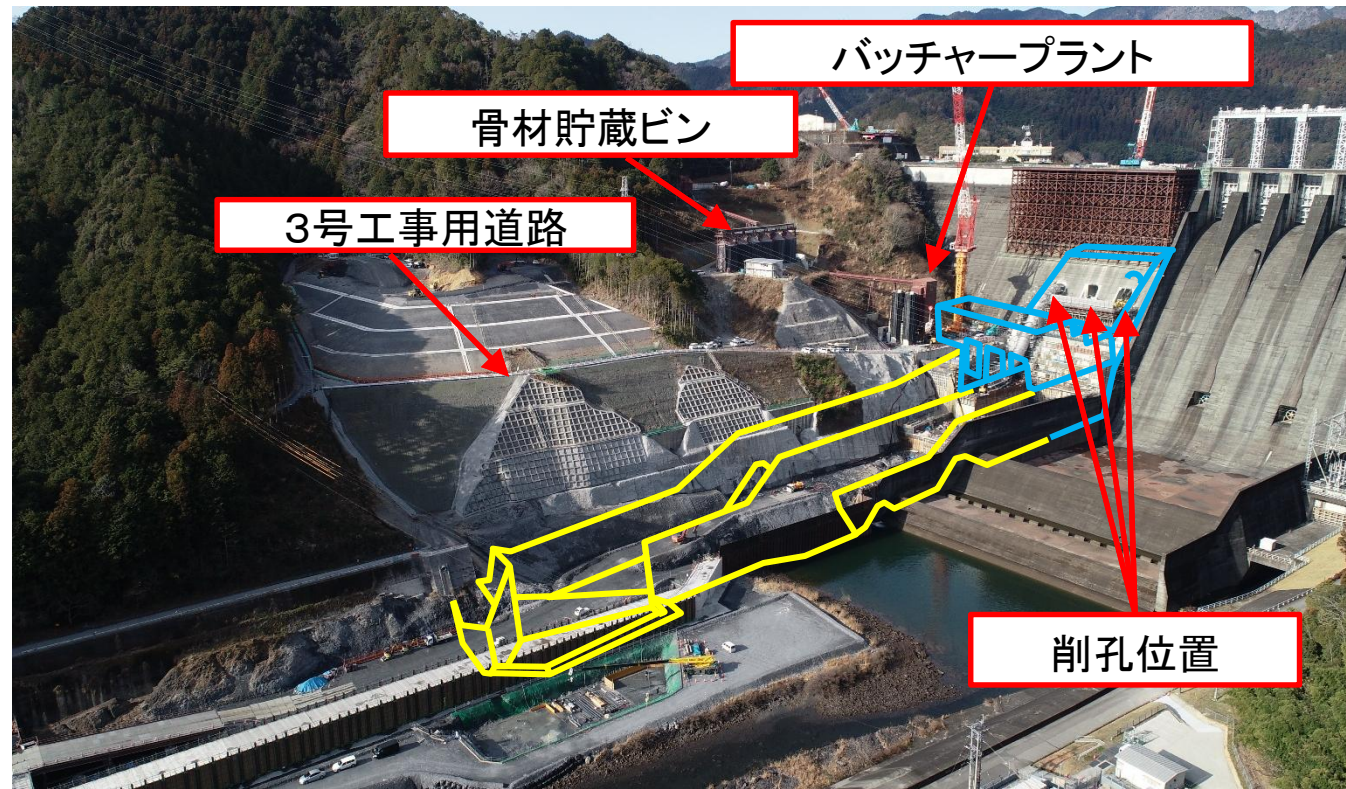 バッチャープラント
骨材貯蔵ビン
３号工事用道路
削孔位置